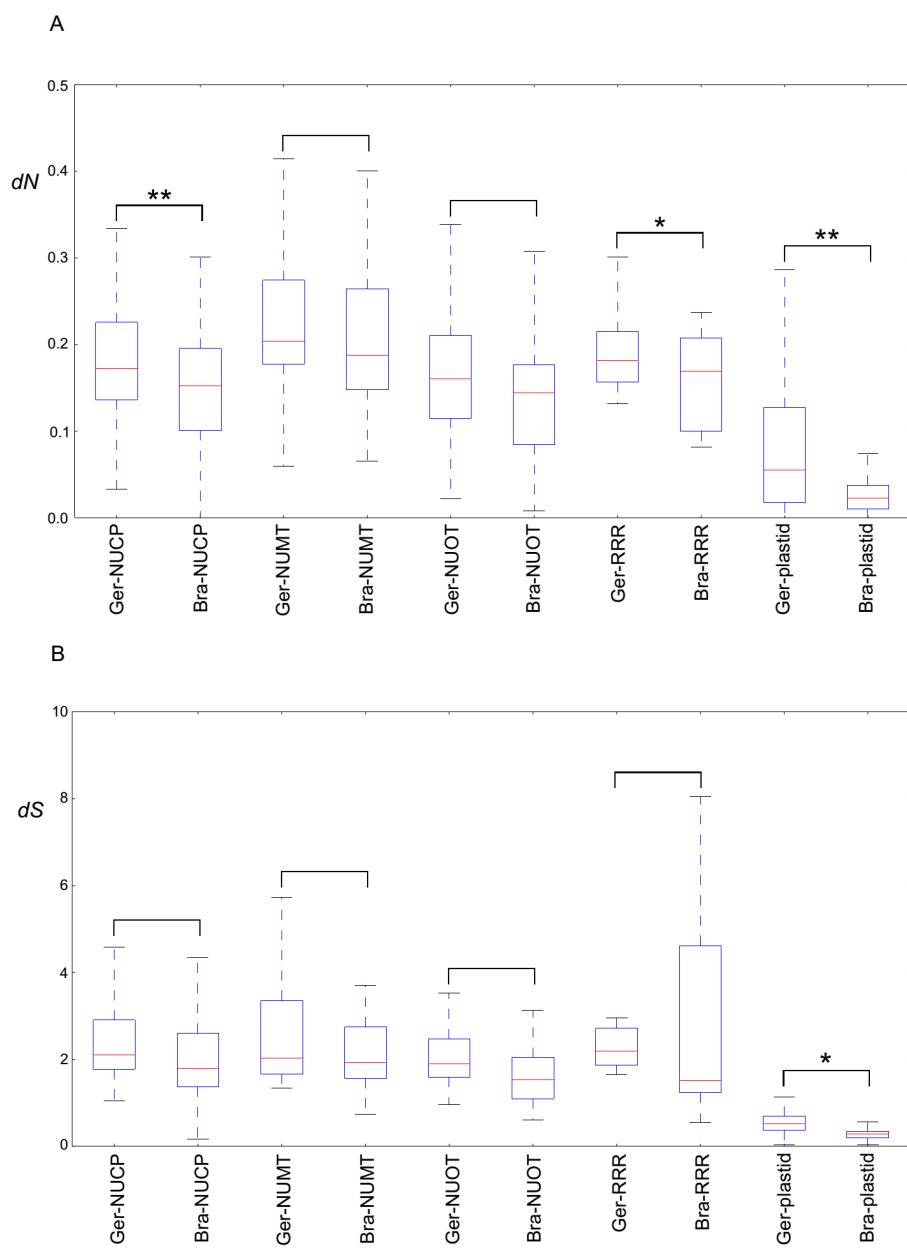 A
0.5
0.4
dN
0.3
0.2
0.1
0.0
**
*
**
Ger-NUCP
Bra-NUCP
Ger-NUMT
Bra-NUMT
Ger-NUOT
Bra-NUOT
Ger-RRR
Bra-RRR
Ger-plastid
Bra-plastid
B
10
8
dS
6
4
2
0
*
Ger-NUCP
Bra-NUCP
Ger-NUMT
Bra-NUMT
Ger-NUOT
Bra-NUOT
Ger-RRR
Bra-RRR
Ger-plastid
Bra-plastid